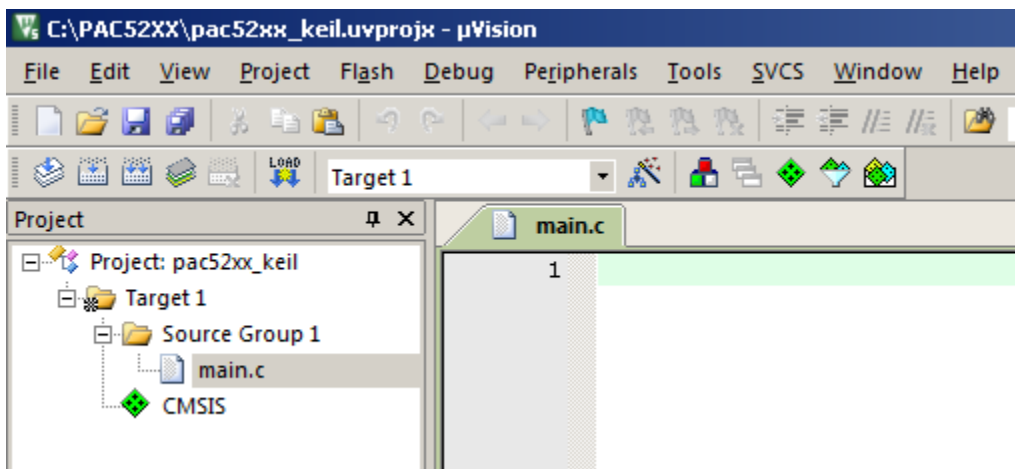 C:\PAC52XX\pac52xx_keil.uvprojx - µVision
File Edit View Project Flash Debug Peripherals Tools SVCS Window Help
LOAD Target 1
Project main.c
Project: pac52xx_keil 1
Target 1
Source Group 1
main.c
CMSIS